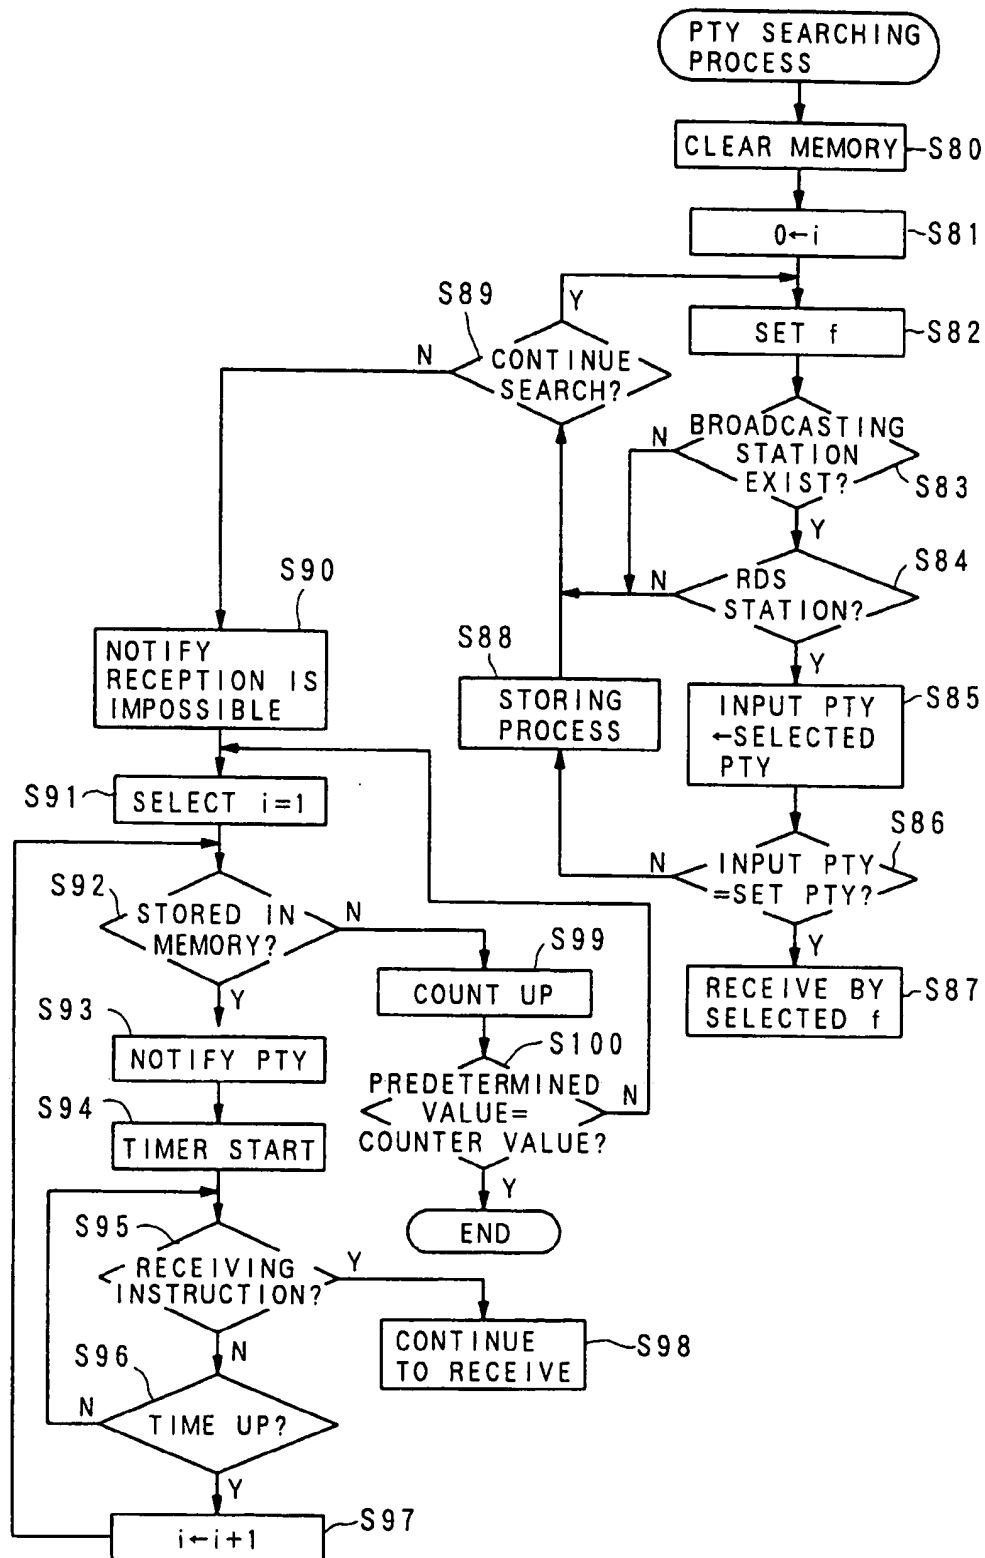 PTY SEARCHING
PROCESS
CLEAR MEMORY
S80
0←i
S81
SET f
S82
BROADCASTING
STATION
EXIST?
S83
N
Y
RDS
STATION?
S84
N
Y
INPUT PTY
←SELECTED
PTY
S85
INPUT PTY
=SET PTY?
S86
N
Y
RECEIVE BY
SELECTED f
S87
S88
STORING
PROCESS
S89
CONTINUE
SEARCH?
Y
N
S90
NOTIFY
RECEPTION IS
IMPOSSIBLE
S91
SELECT i=1
S92
STORED IN
MEMORY?
N
Y
S93
NOTIFY PTY
S94
TIMER START
S95
RECEIVING
INSTRUCTION?
Y
N
S96
TIME UP?
N
Y
i←i+1
S97
CONTINUE
TO RECEIVE
S98
S99
COUNT UP
S100
PREDETERMINED
VALUE=
COUNTER VALUE?
N
Y
END